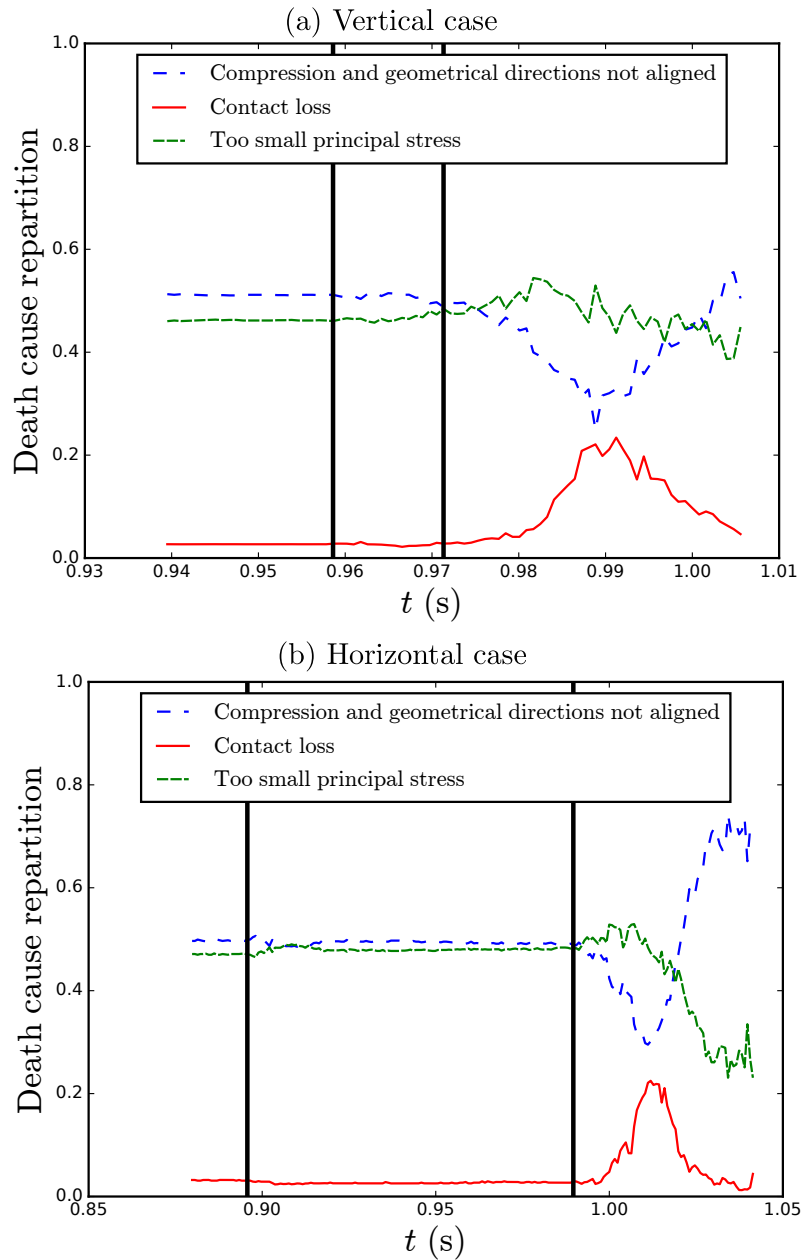 (a) Vertical case
1.0
Compression and geometrical directions not aligned
Contact loss
Too small principal stress
0.8
0.6
0.4
0.2
0.0
Death cause repartition
0.93 0.94 0.95 0.96 0.97 0.98 0.99 1.00 1.01
t (s)
(b) Horizontal case
1.0
Compression and geometrical directions not aligned
Contact loss
Too small principal stress
0.8
0.6
0.4
0.2
0.0
Death cause repartition
0.85 0.90 0.95 1.00 1.05
t (s)